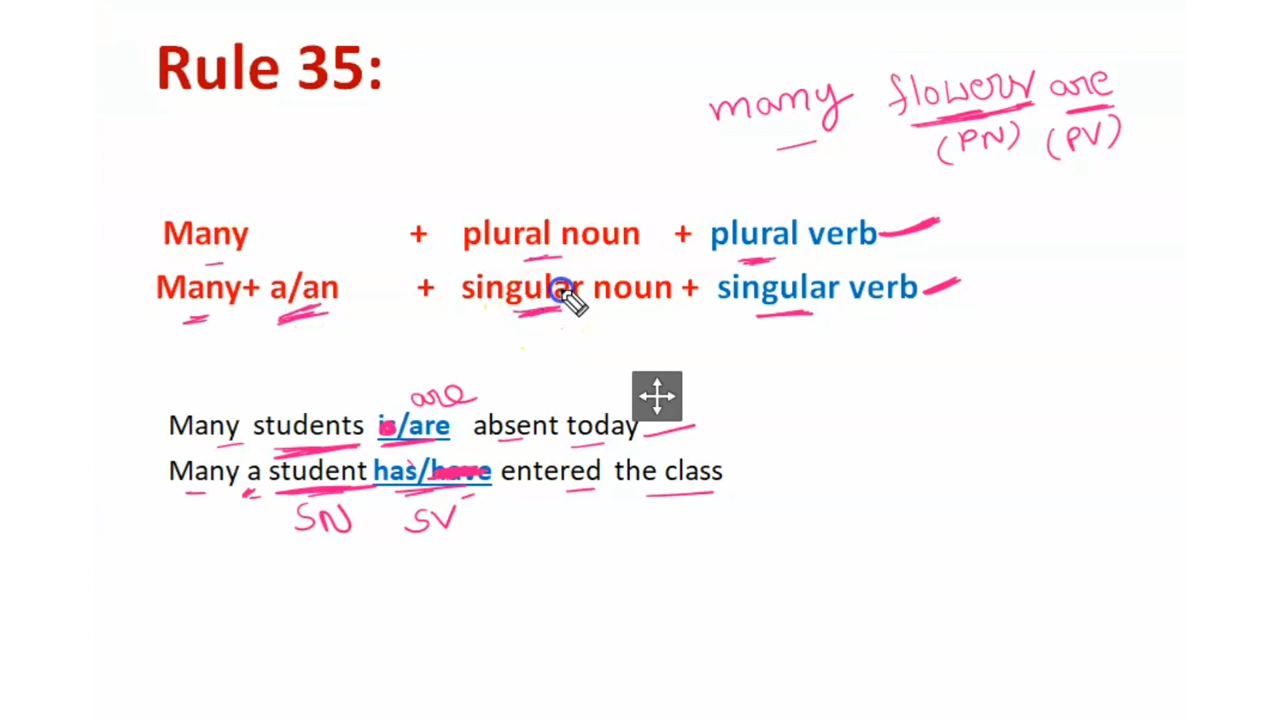 Rule 35:
many flowers are
(PN) (PV)
Many + plural noun + plural verb
Many+ a/an + singular noun + singular verb
are
Many students is/are absent today
Many a student has/have entered the class
SN SV